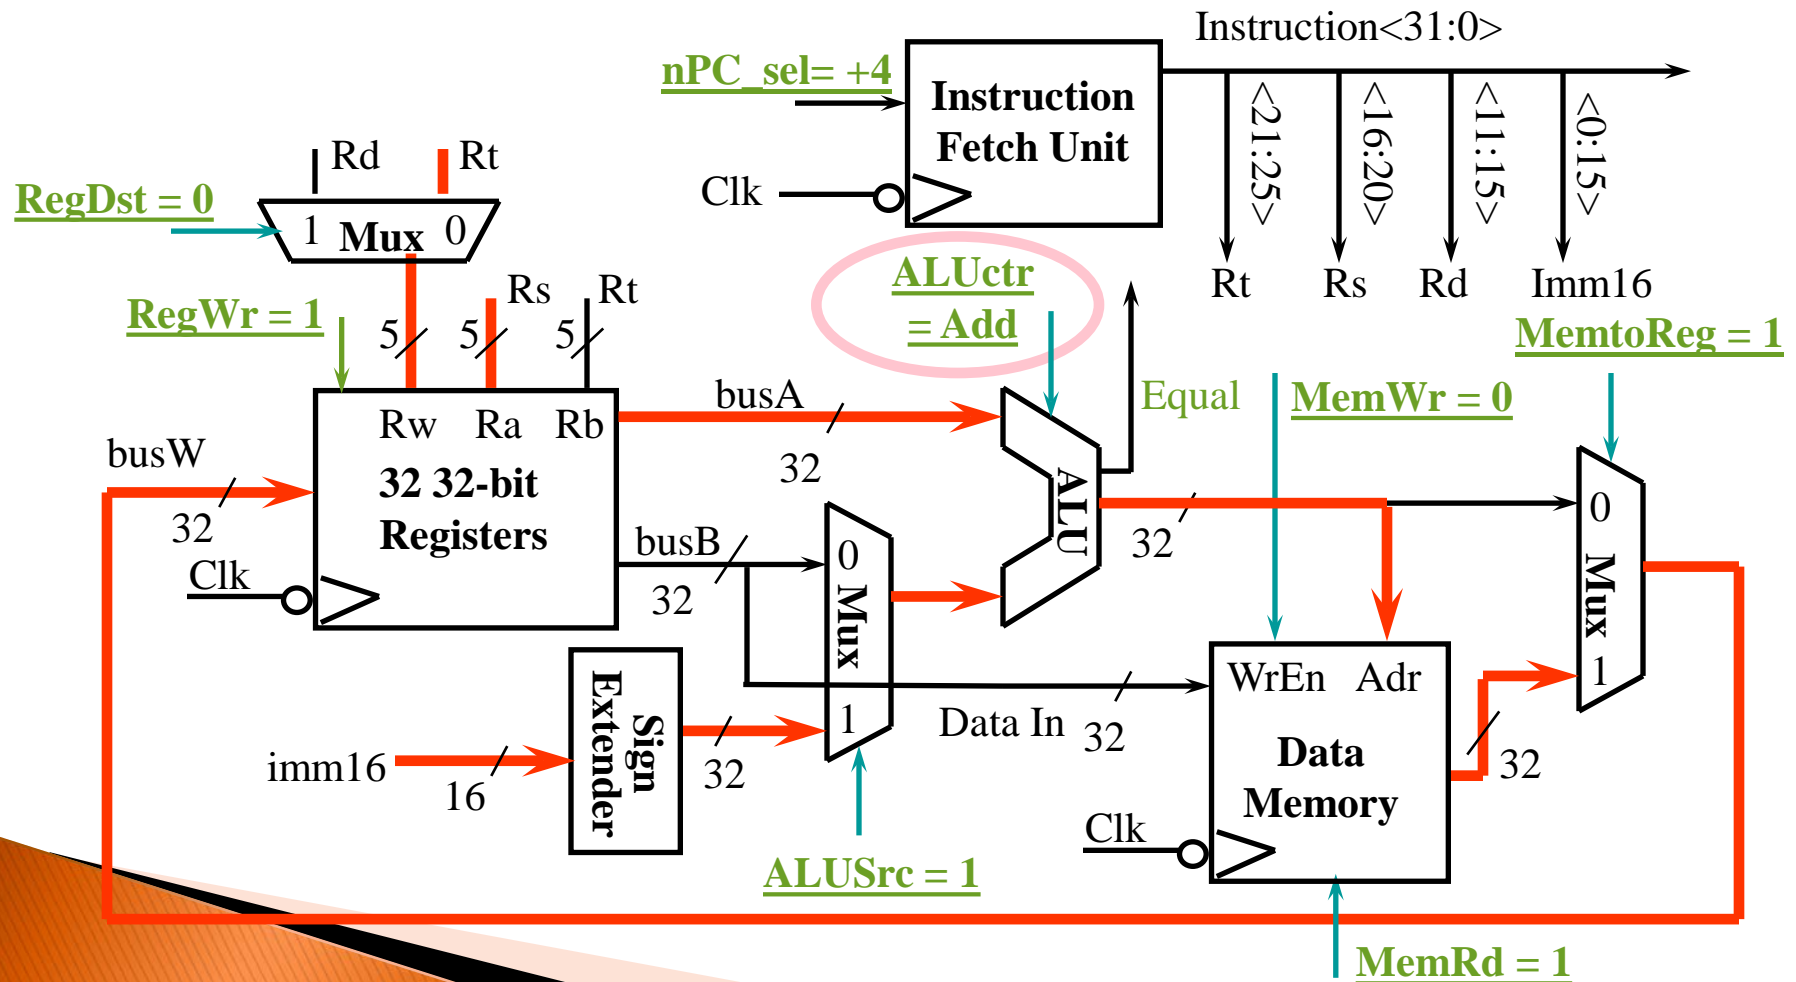 Instruction<31:0>
nPC_sel= +4
Instruction
Fetch Unit
Clk
<21:25>
<16:20>
<11:15>
<0:15>
Rt
Rs
Rd
Imm16
Rd
Rt
RegDst = 0
1
Mux
0
RegWr = 1
5
5
Rs
5
Rt
ALUctr
= Add
Equal
MemWr = 0
MemtoReg = 1
busW
32
Rw
Ra
Rb
32 32-bit
Registers
Clk
busA
32
busB
32
0
Mux
1
ALU
32
0
Mux
1
imm16
16
Sign
Extender
32
ALUSrc = 1
Data In
32
WrEn
Adr
Data
Memory
Clk
32
MemRd = 1